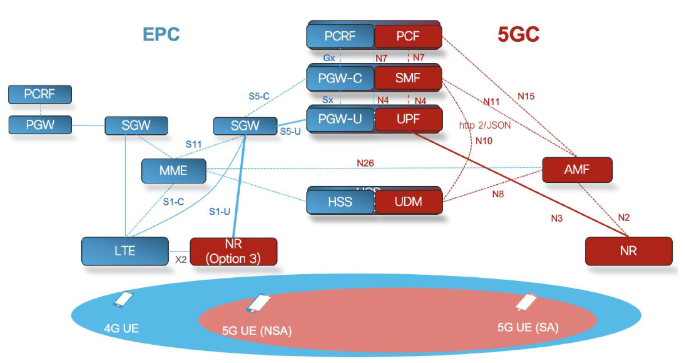 EPC
5GC
PCRF
PCF
Gx
N7
N7
PCRF
S5-C
PGW-C
SMF
N11
N15
PGW
SGW
SGW
Sx
N4
N4
S5-U
PGW-U
UPF
http 2/JSON
S11
N10
MME
N26
AMF
S1-C
S1-U
HSS
HSS
UDM
N8
N3
N2
LTE
X2
NR
(Option 3)
NR
4G UE
5G UE (NSA)
5G UE (SA)